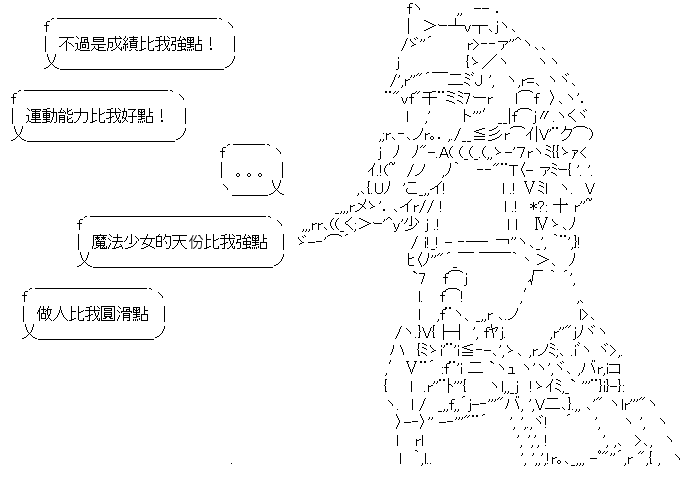 不過是成績比我強點！
運動能力比我好點！
。。。
魔法少女的天份比我強點
做人比我圓滑點